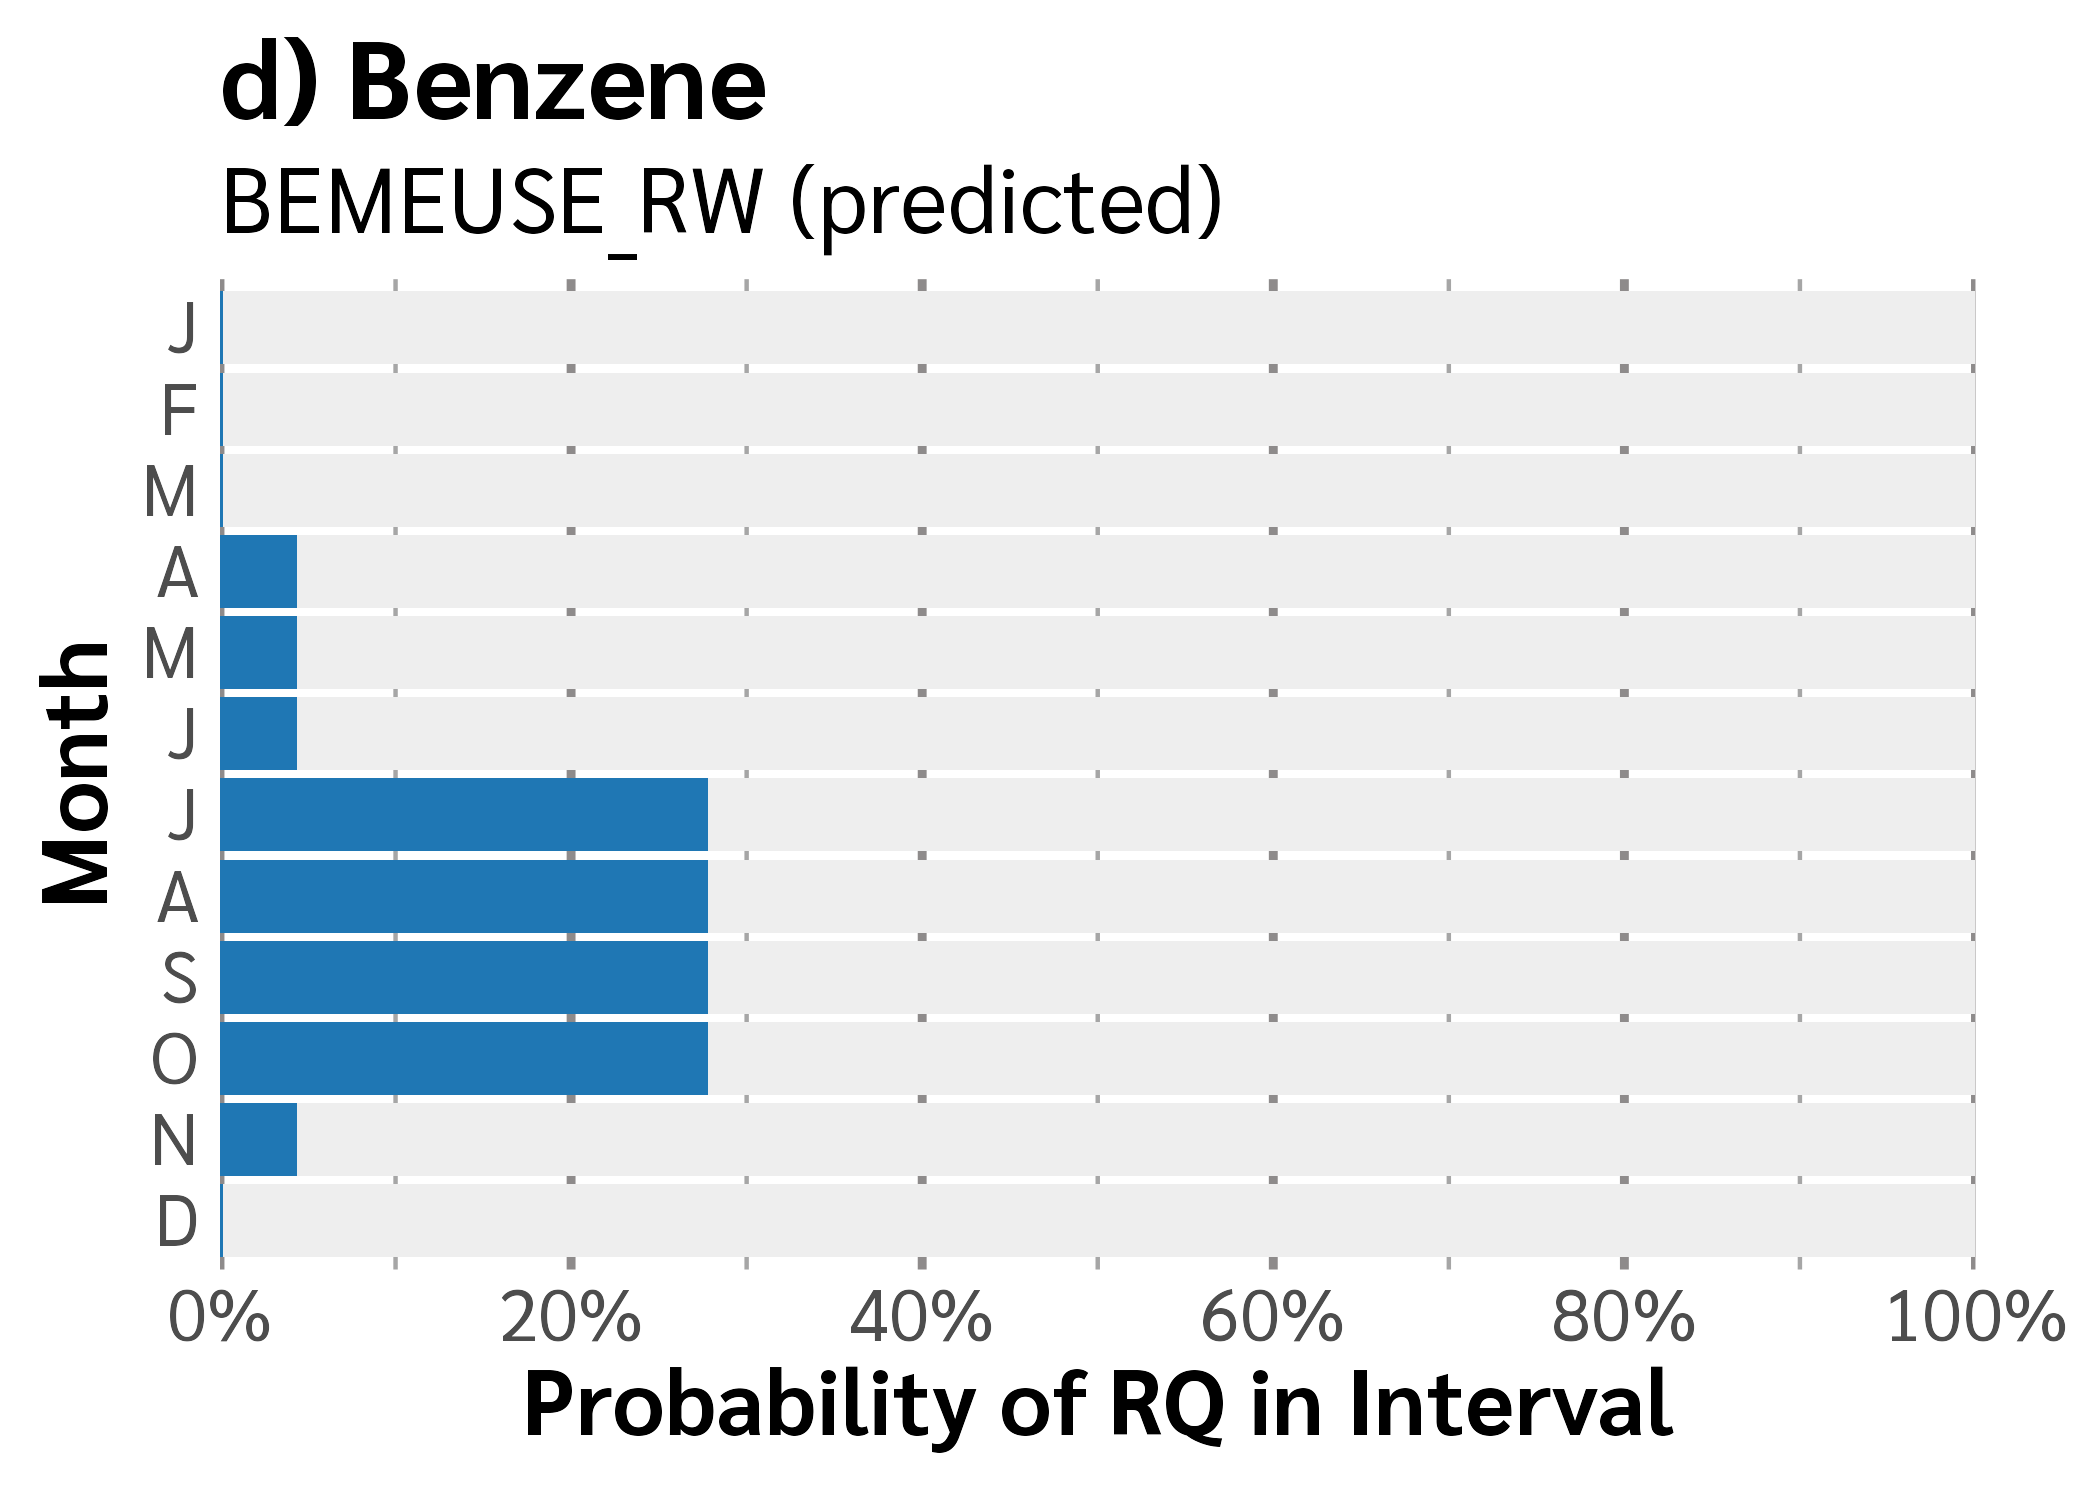 d) Benzene
BEMEUSE_RW (predicted)
J
F
M
A
M
J
J
A
S
O
N
D
Month
0% 20% 40% 60% 80% 100%
Probability of RQ in Interval